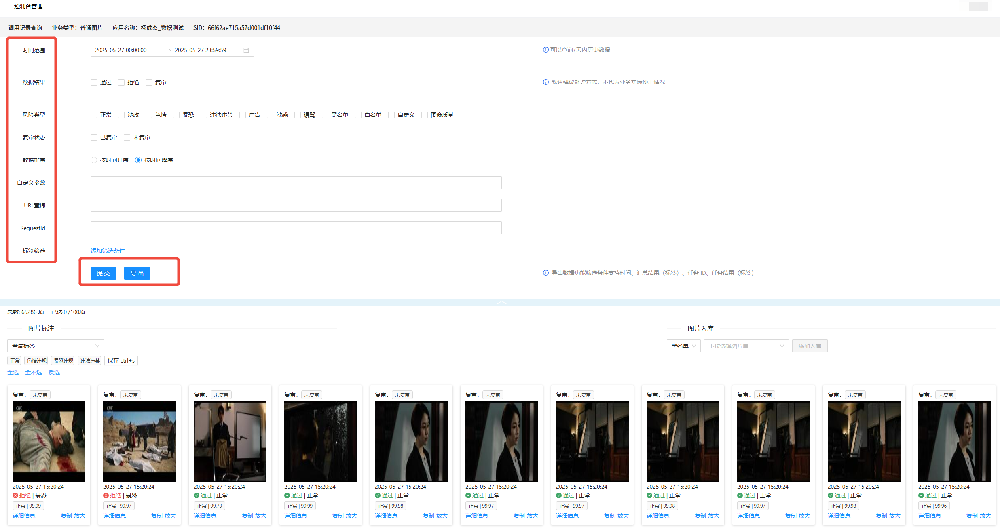 控制台管理
调用记录查询 业务类型：普通图片 应用名称：杨成杰_数据测试 SID：66f62ae715a57d001df10f44
时间范围 2025-05-27 00:00:00 → 2025-05-27 23:59:59 可以查询7天内历史数据
数据结果 通过 拒绝 复审 默认建议处理方式，不代表业务实际使用情况
风险类型 正常 涉政 色情 暴恐 违法违禁 广告 敏感 谩骂 黑名单 白名单 自定义 图像质量
复审状态 已复审 未复审
数据排序 按时间升序 按时间降序
自定义参数
URL查询
RequestId
标签筛选 添加筛选条件
提交 导出 导出数据功能筛选条件支持时间、汇总结果（标签）、任务 ID、任务结果（标签）
总数: 65286 项 已选 0 /100项
图片标注 图片入库
全局标签 黑名单 下拉选择图片库 添加入库
正常 色情违规 暴恐违规 违法违禁 保存 ctrl+s
全选 全不选 反选
复审： 未复审 复审： 未复审 复审： 未复审 复审： 未复审 复审： 未复审 复审： 未复审 复审： 未复审 复审： 未复审 复审： 未复审 复审： 未复审 复审： 未复审
CHC CHC
2025-05-27 15:20:24 2025-05-27 15:20:24 2025-05-27 15:20:24 2025-05-27 15:20:24 2025-05-27 15:20:24 2025-05-27 15:20:24 2025-05-27 15:20:24 2025-05-27 15:20:24 2025-05-27 15:20:24 2025-05-27 15:20:24 2025-05-27 15:20:24
拒绝 | 暴恐 拒绝 | 暴恐 通过 | 正常 通过 | 正常 通过 | 正常 通过 | 正常 通过 | 正常 通过 | 正常 通过 | 正常 通过 | 正常 通过 | 正常
正常 | 99.99 正常 | 99.97 正常 | 99.73 正常 | 99.99 正常 | 99.98 正常 | 99.97 正常 | 99.97 正常 | 99.98 正常 | 99.97 正常 | 99.98 正常 | 99.96
详细信息 复制 放大 详细信息 复制 放大 详细信息 复制 放大 详细信息 复制 放大 详细信息 复制 放大 详细信息 复制 放大 详细信息 复制 放大 详细信息 复制 放大 详细信息 复制 放大 详细信息 复制 放大 详细信息 复制 放大